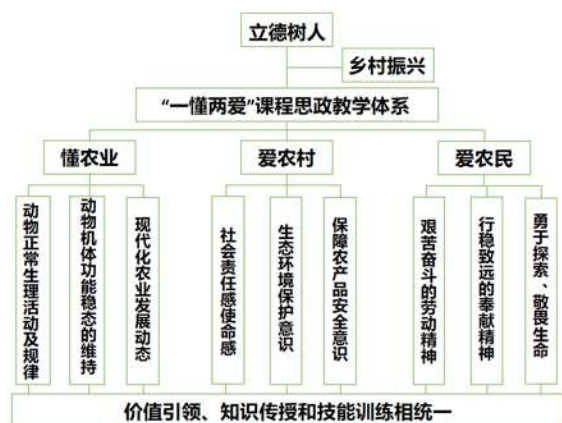 立德树人
乡村振兴
“一懂两爱”课程思政教学体系
懂农业
爱农村
爱农民
动物正常生理活动及规律
动物机体功能稳态的维持
现代化农业发展动态
社会责任感使命感
生态环境保护意识
保障农产品安全意识
艰苦奋斗的劳动精神
行稳致远的奉献精神
勇于探索、敬畏生命
价值引领、知识传授和技能训练相统一